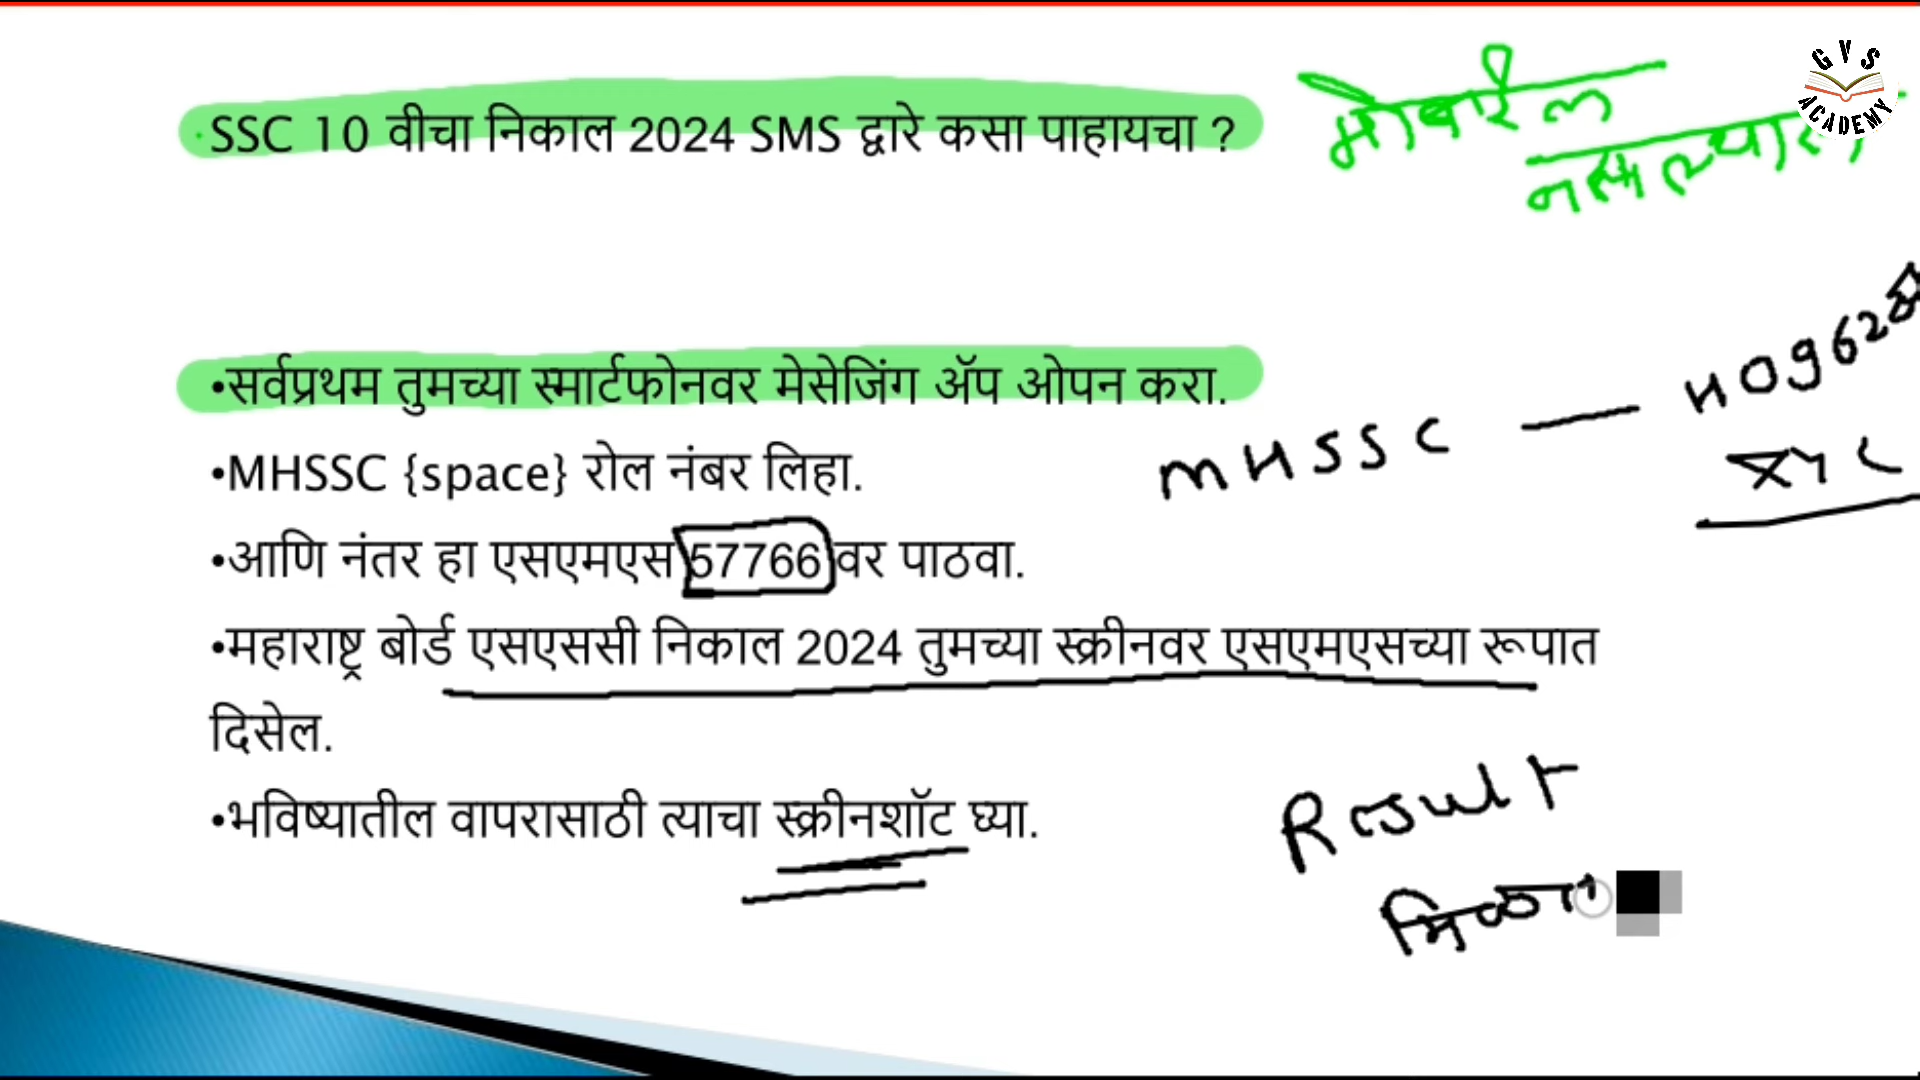 SSC 10 वीचा निकाल 2024 SMS द्वारे कसा पाहायचा ?
मोबाईल
नसल्यास,
GVS
ACADEMY
•सर्वप्रथम तुमच्या स्मार्टफोनवर मेसेजिंग ॲप ओपन करा.
•MHSSC {space} रोल नंबर लिहा.
MHSSC —
•आणि नंतर हा एसएमएस 57766 वर पाठवा.
•महाराष्ट्र बोर्ड एसएससी निकाल 2024 तुमच्या स्क्रीनवर एसएमएसच्या रूपात
दिसेल.
•भविष्यातील वापरासाठी त्याचा स्क्रीनशॉट घ्या.
Result